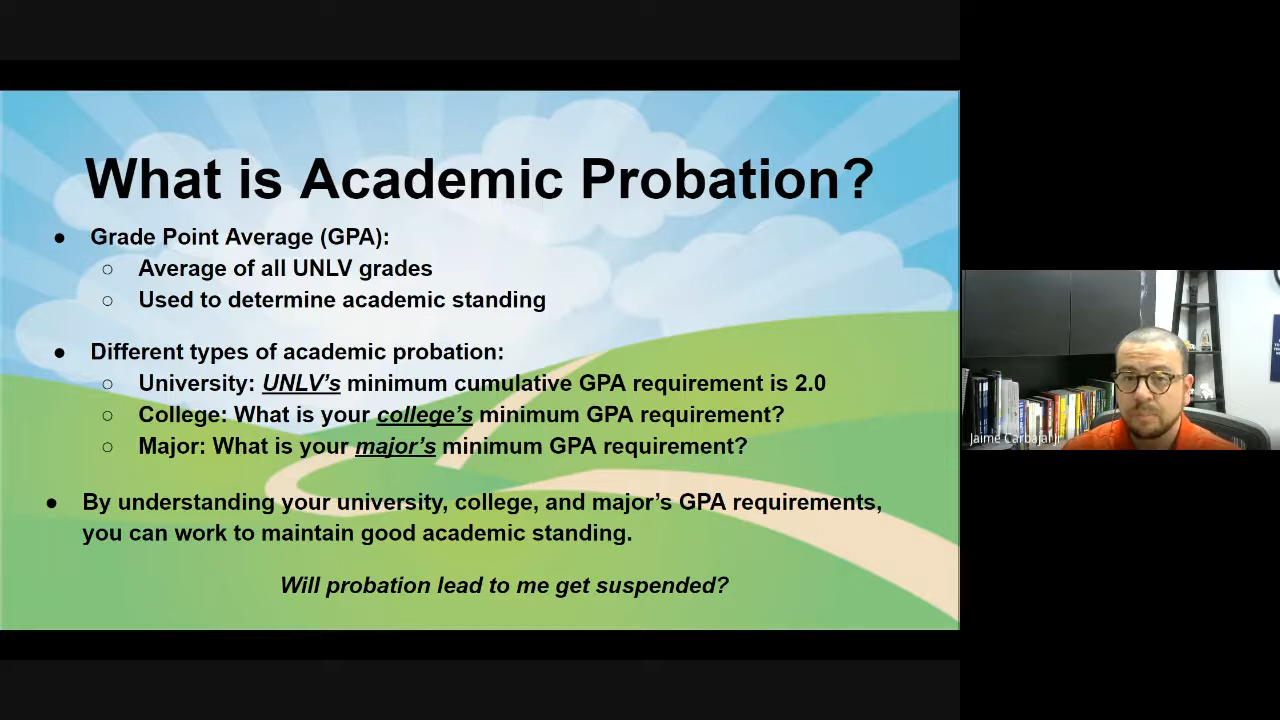 What is Academic Probation?
● Grade Point Average (GPA):
○ Average of all UNLV grades
○ Used to determine academic standing
● Different types of academic probation:
○ University: UNLV’s minimum cumulative GPA requirement is 2.0
○ College: What is your college’s minimum GPA requirement?
○ Major: What is your major’s minimum GPA requirement?
● By understanding your university, college, and major’s GPA requirements,
you can work to maintain good academic standing.
Will probation lead to me get suspended?
Jaime Carbajal Jr